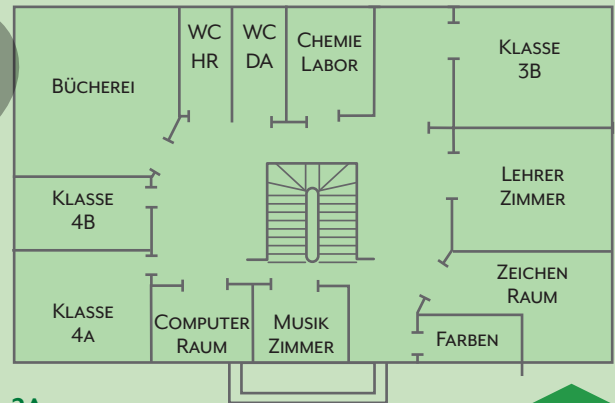 WC
HR
WC
DA
CHEMIE
LABOR
KLASSE
3B
BÜCHEREI
LEHRER
ZIMMER
KLASSE
4B
ZEICHEN
RAUM
KLASSE
4A
COMPUTER
RAUM
MUSIK
ZIMMER
FARBEN